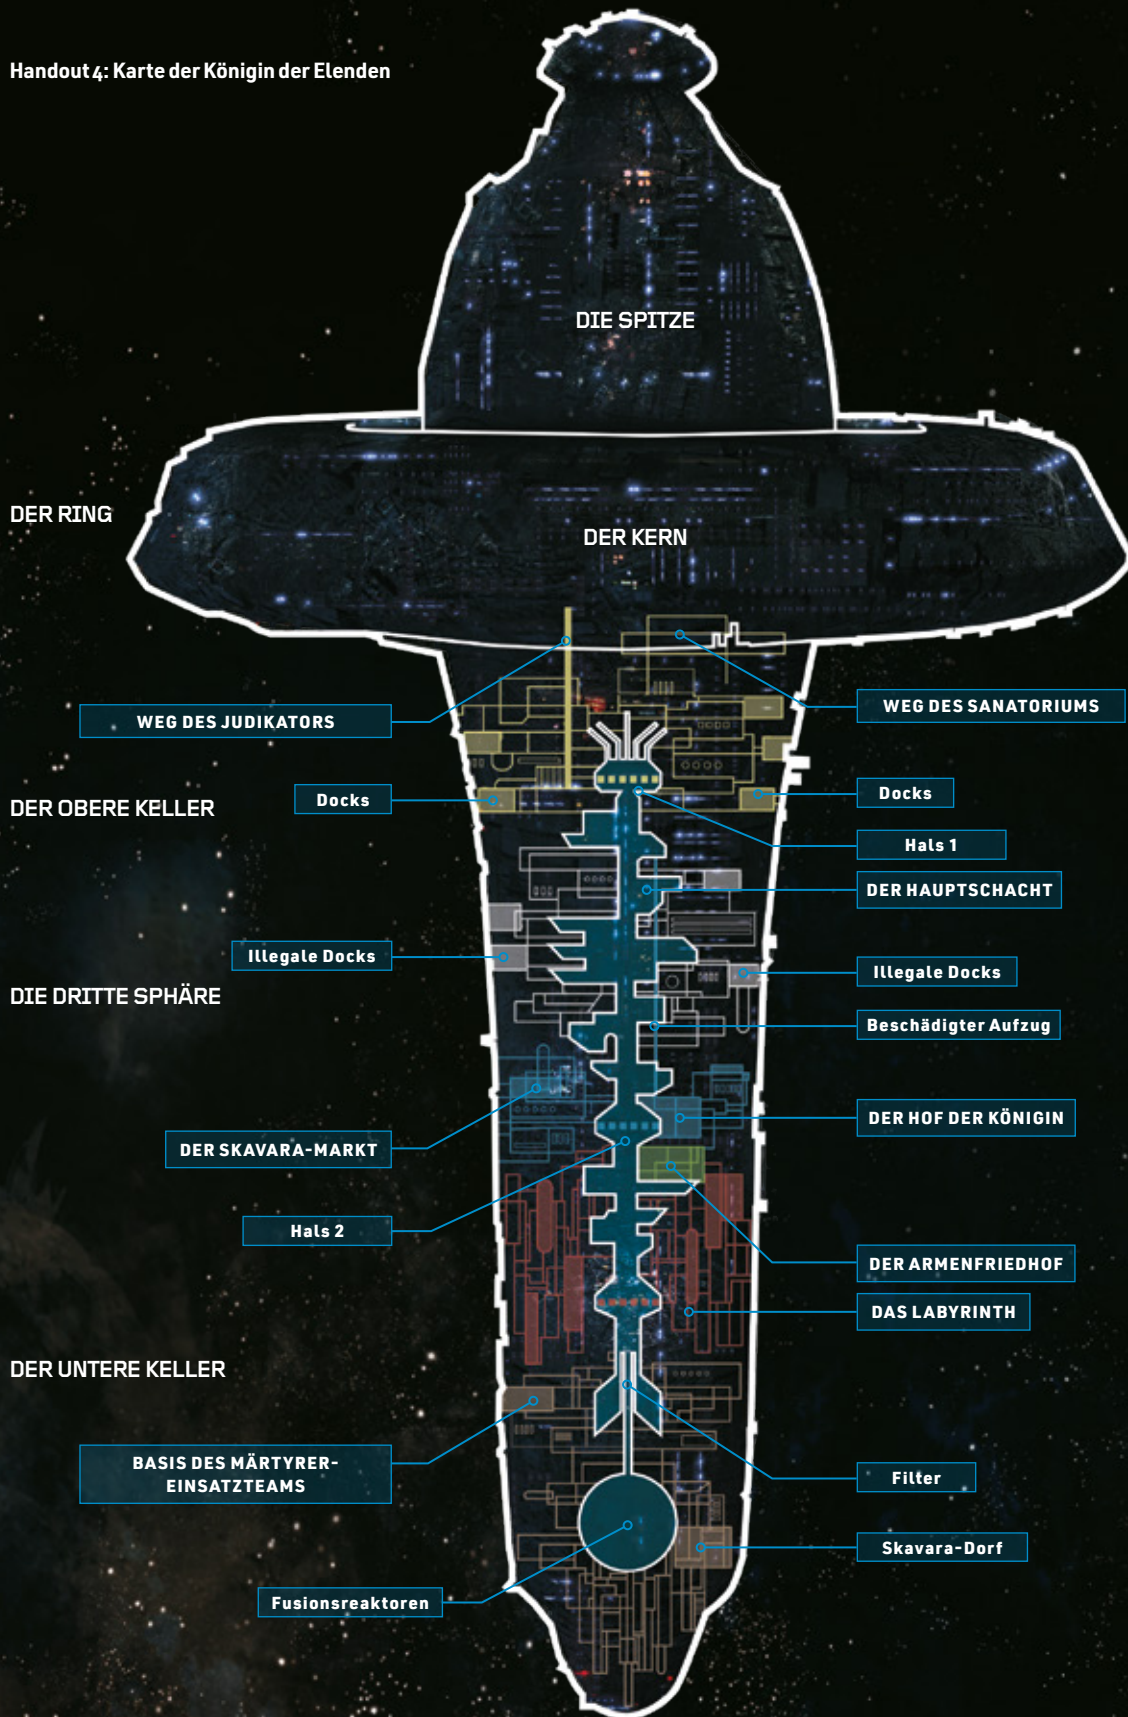 Handout 4: Karte der Königin der Elenden
DIE SPITZE
DER RING
DER KERN
WEG DES JUDIKATORS
WEG DES SANATORIUMS
DER OBERE KELLER
Docks
Docks
Hals 1
DER HAUPTSCHACHT
Illegale Docks
Illegale Docks
DIE DRITTE SPHÄRE
Beschädigter Aufzug
DER HOF DER KÖNIGIN
DER SKAVARA-MARKT
Hals 2
DER ARMENFRIEDHOF
DAS LABYRINTH
DER UNTERE KELLER
BASIS DES MÄRTYRER-
EINSATZTEAMS
Filter
Skavara-Dorf
Fusionsreaktoren